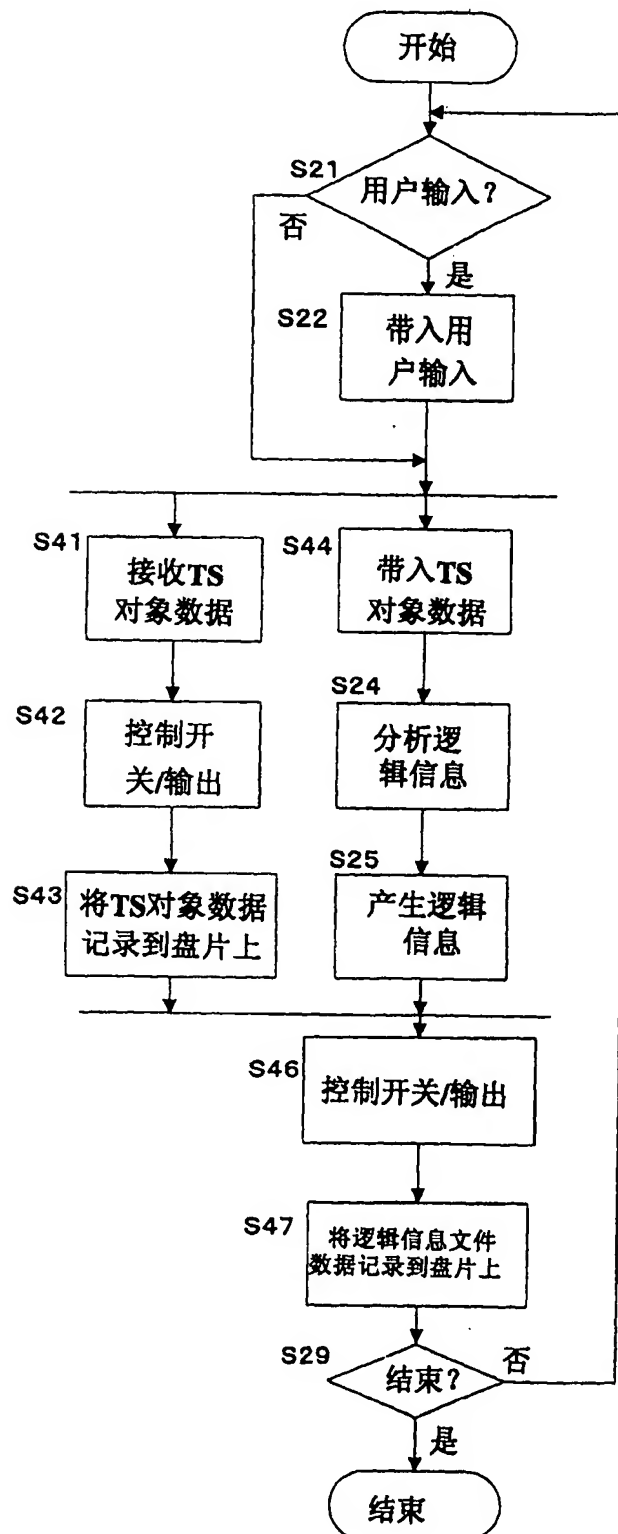 开始
S21
用户输入？
否
是
S22
带入用
户输入
S41
接收TS
对象数据
S44
带入TS
对象数据
S42
控制开
关/输出
S24
分析逻
辑信息
S43
将TS对象数据
记录到盘片上
S25
产生逻辑
信息
S46
控制开关/输出
S47
将逻辑信息文件
数据记录到盘片上
S29
结束？
否
是
结束